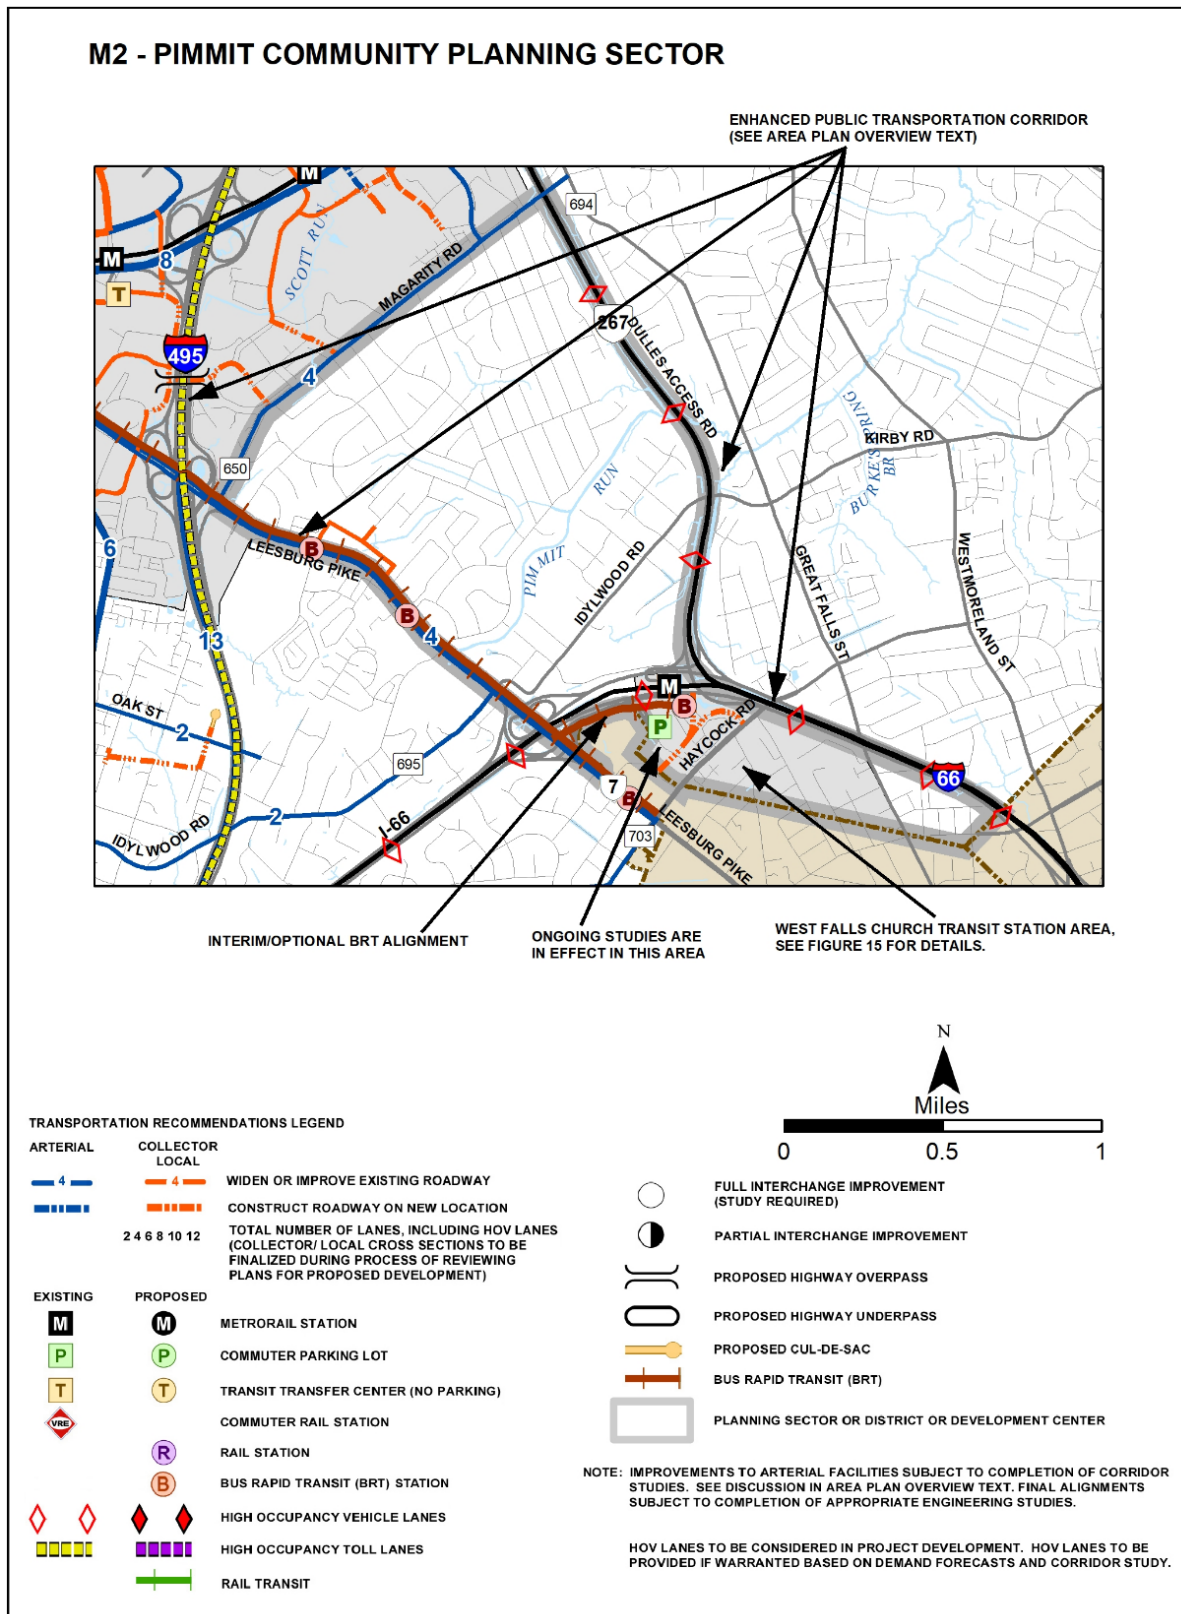 M2 - PIMMIT COMMUNITY PLANNING SECTOR
ENHANCED PUBLIC TRANSPORTATION CORRIDOR
(SEE AREA PLAN OVERVIEW TEXT)
M
694
M
8
T
SCOTT RUN
MAGARITY RD
267
DULLES ACCESS RD
495
4
650
KIRBY RD
BURKE'S SPRING
BR
RUN
PIMMIT
B
LEESBURG PIKE
6
IDYLWOOD RD
GREAT FALLS ST
WESTMORELAND ST
B
4
13
OAK ST
2
M
B
P
HAYCOCK RD
695
7
B
66
2
I-66
IDYLWOOD RD
703
LEESBURG PIKE
INTERIM/OPTIONAL BRT ALIGNMENT
ONGOING STUDIES ARE
IN EFFECT IN THIS AREA
WEST FALLS CHURCH TRANSIT STATION AREA,
SEE FIGURE 15 FOR DETAILS.
N
Miles
0 0.5 1
TRANSPORTATION RECOMMENDATIONS LEGEND
ARTERIAL COLLECTOR
LOCAL
4 4 WIDEN OR IMPROVE EXISTING ROADWAY
CONSTRUCT ROADWAY ON NEW LOCATION
2 4 6 8 10 12 TOTAL NUMBER OF LANES, INCLUDING HOV LANES
(COLLECTOR/ LOCAL CROSS SECTIONS TO BE
FINALIZED DURING PROCESS OF REVIEWING
PLANS FOR PROPOSED DEVELOPMENT)
EXISTING PROPOSED
M M METRORAIL STATION
P P COMMUTER PARKING LOT
T T TRANSIT TRANSFER CENTER (NO PARKING)
VRE COMMUTER RAIL STATION
R RAIL STATION
B BUS RAPID TRANSIT (BRT) STATION
HIGH OCCUPANCY VEHICLE LANES
HIGH OCCUPANCY TOLL LANES
RAIL TRANSIT
FULL INTERCHANGE IMPROVEMENT
(STUDY REQUIRED)
PARTIAL INTERCHANGE IMPROVEMENT
PROPOSED HIGHWAY OVERPASS
PROPOSED HIGHWAY UNDERPASS
PROPOSED CUL-DE-SAC
BUS RAPID TRANSIT (BRT)
PLANNING SECTOR OR DISTRICT OR DEVELOPMENT CENTER
NOTE: IMPROVEMENTS TO ARTERIAL FACILITIES SUBJECT TO COMPLETION OF CORRIDOR
STUDIES. SEE DISCUSSION IN AREA PLAN OVERVIEW TEXT. FINAL ALIGNMENTS
SUBJECT TO COMPLETION OF APPROPRIATE ENGINEERING STUDIES.
HOV LANES TO BE CONSIDERED IN PROJECT DEVELOPMENT. HOV LANES TO BE
PROVIDED IF WARRANTED BASED ON DEMAND FORECASTS AND CORRIDOR STUDY.